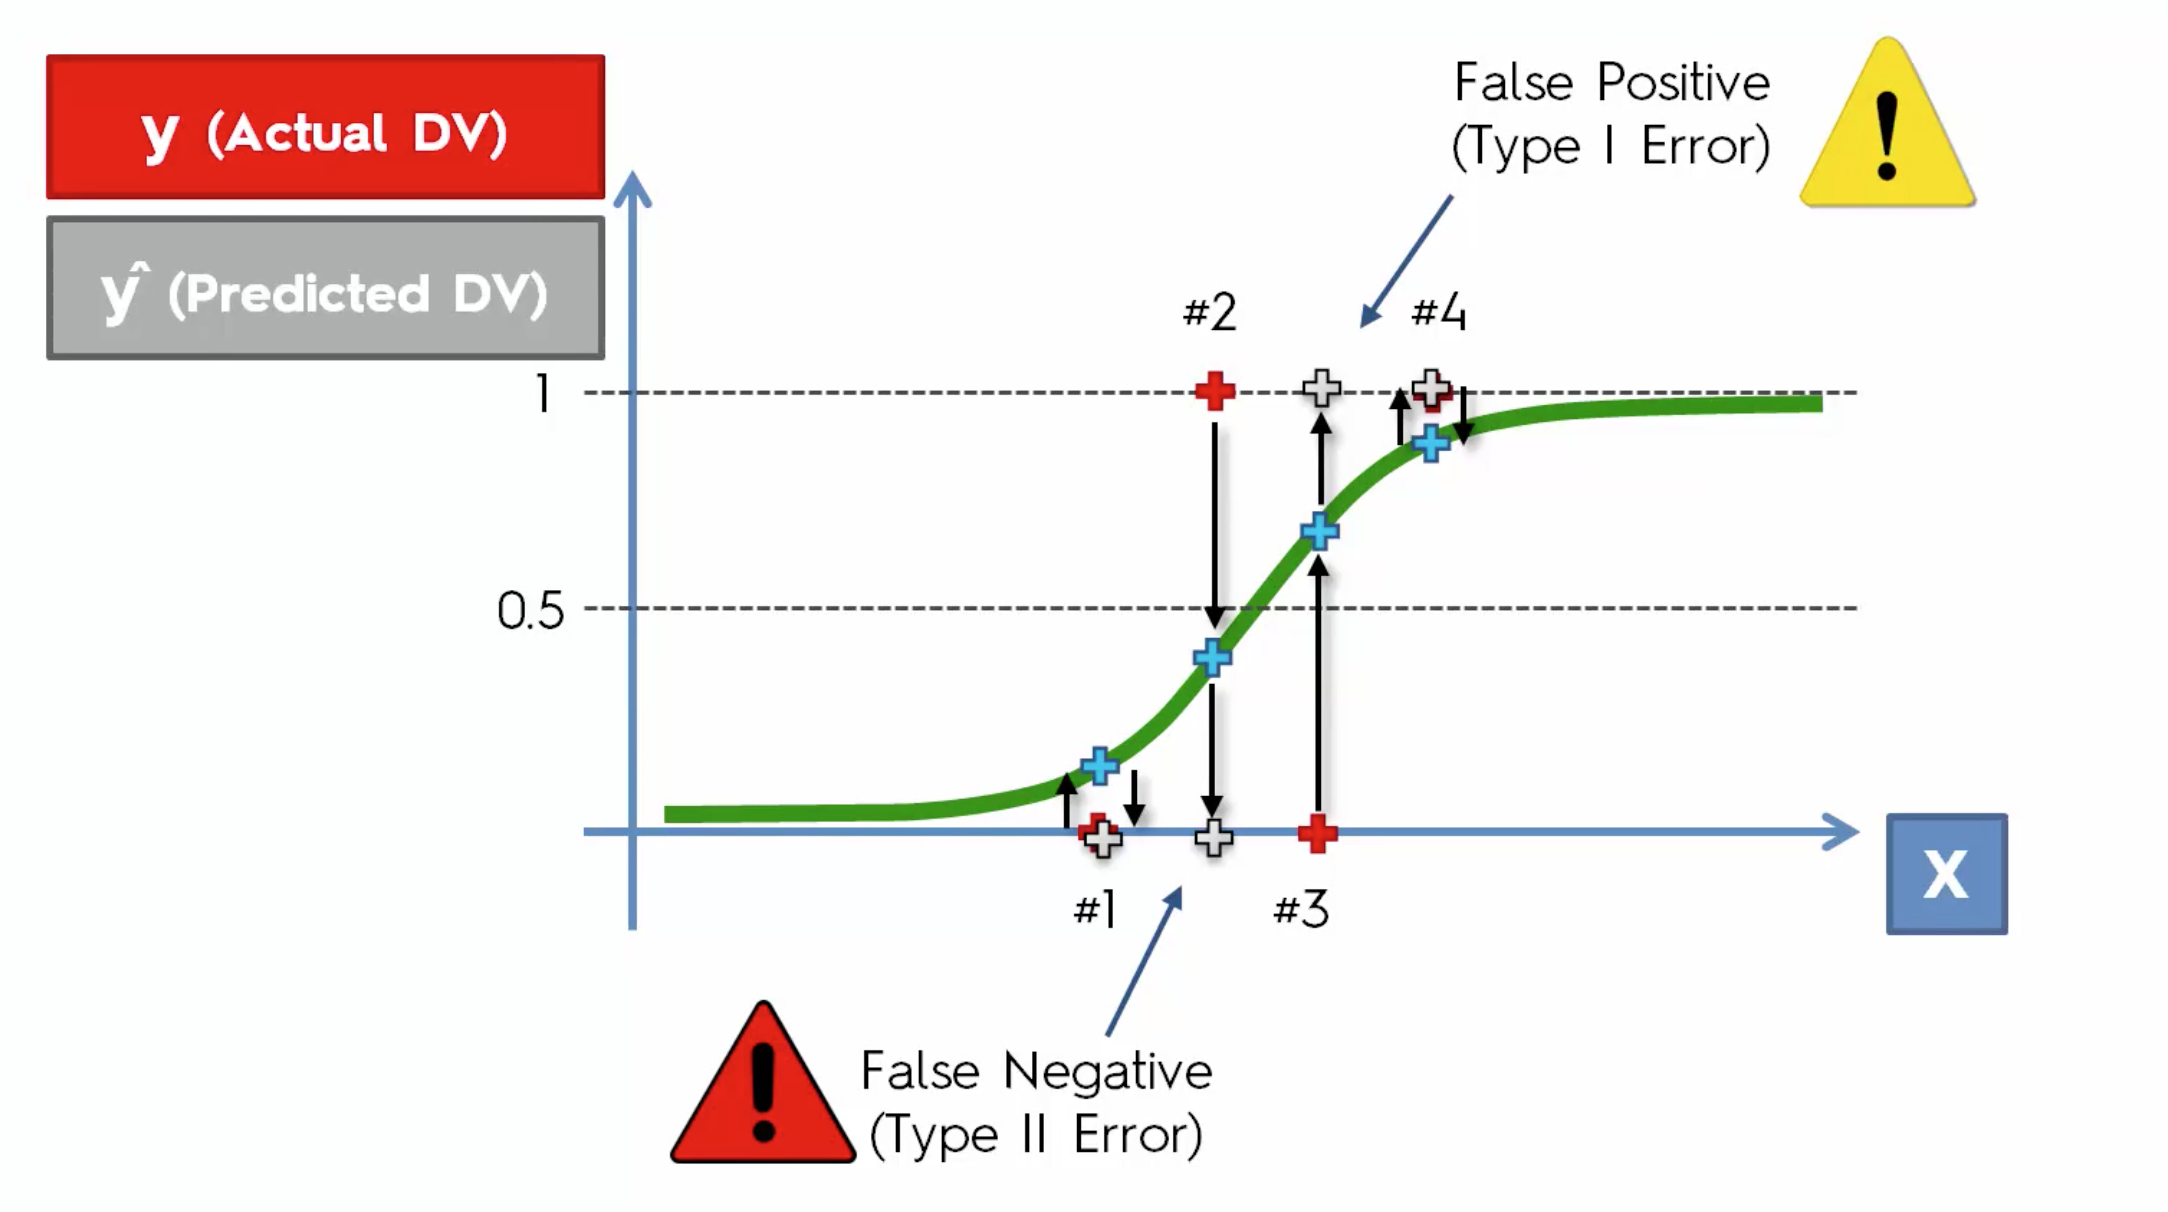 y (Actual DV)
ŷ (Predicted DV)
False Positive
(Type I Error)
!
#2
#4
1
0.5
#1
#3
X
!
False Negative
(Type II Error)